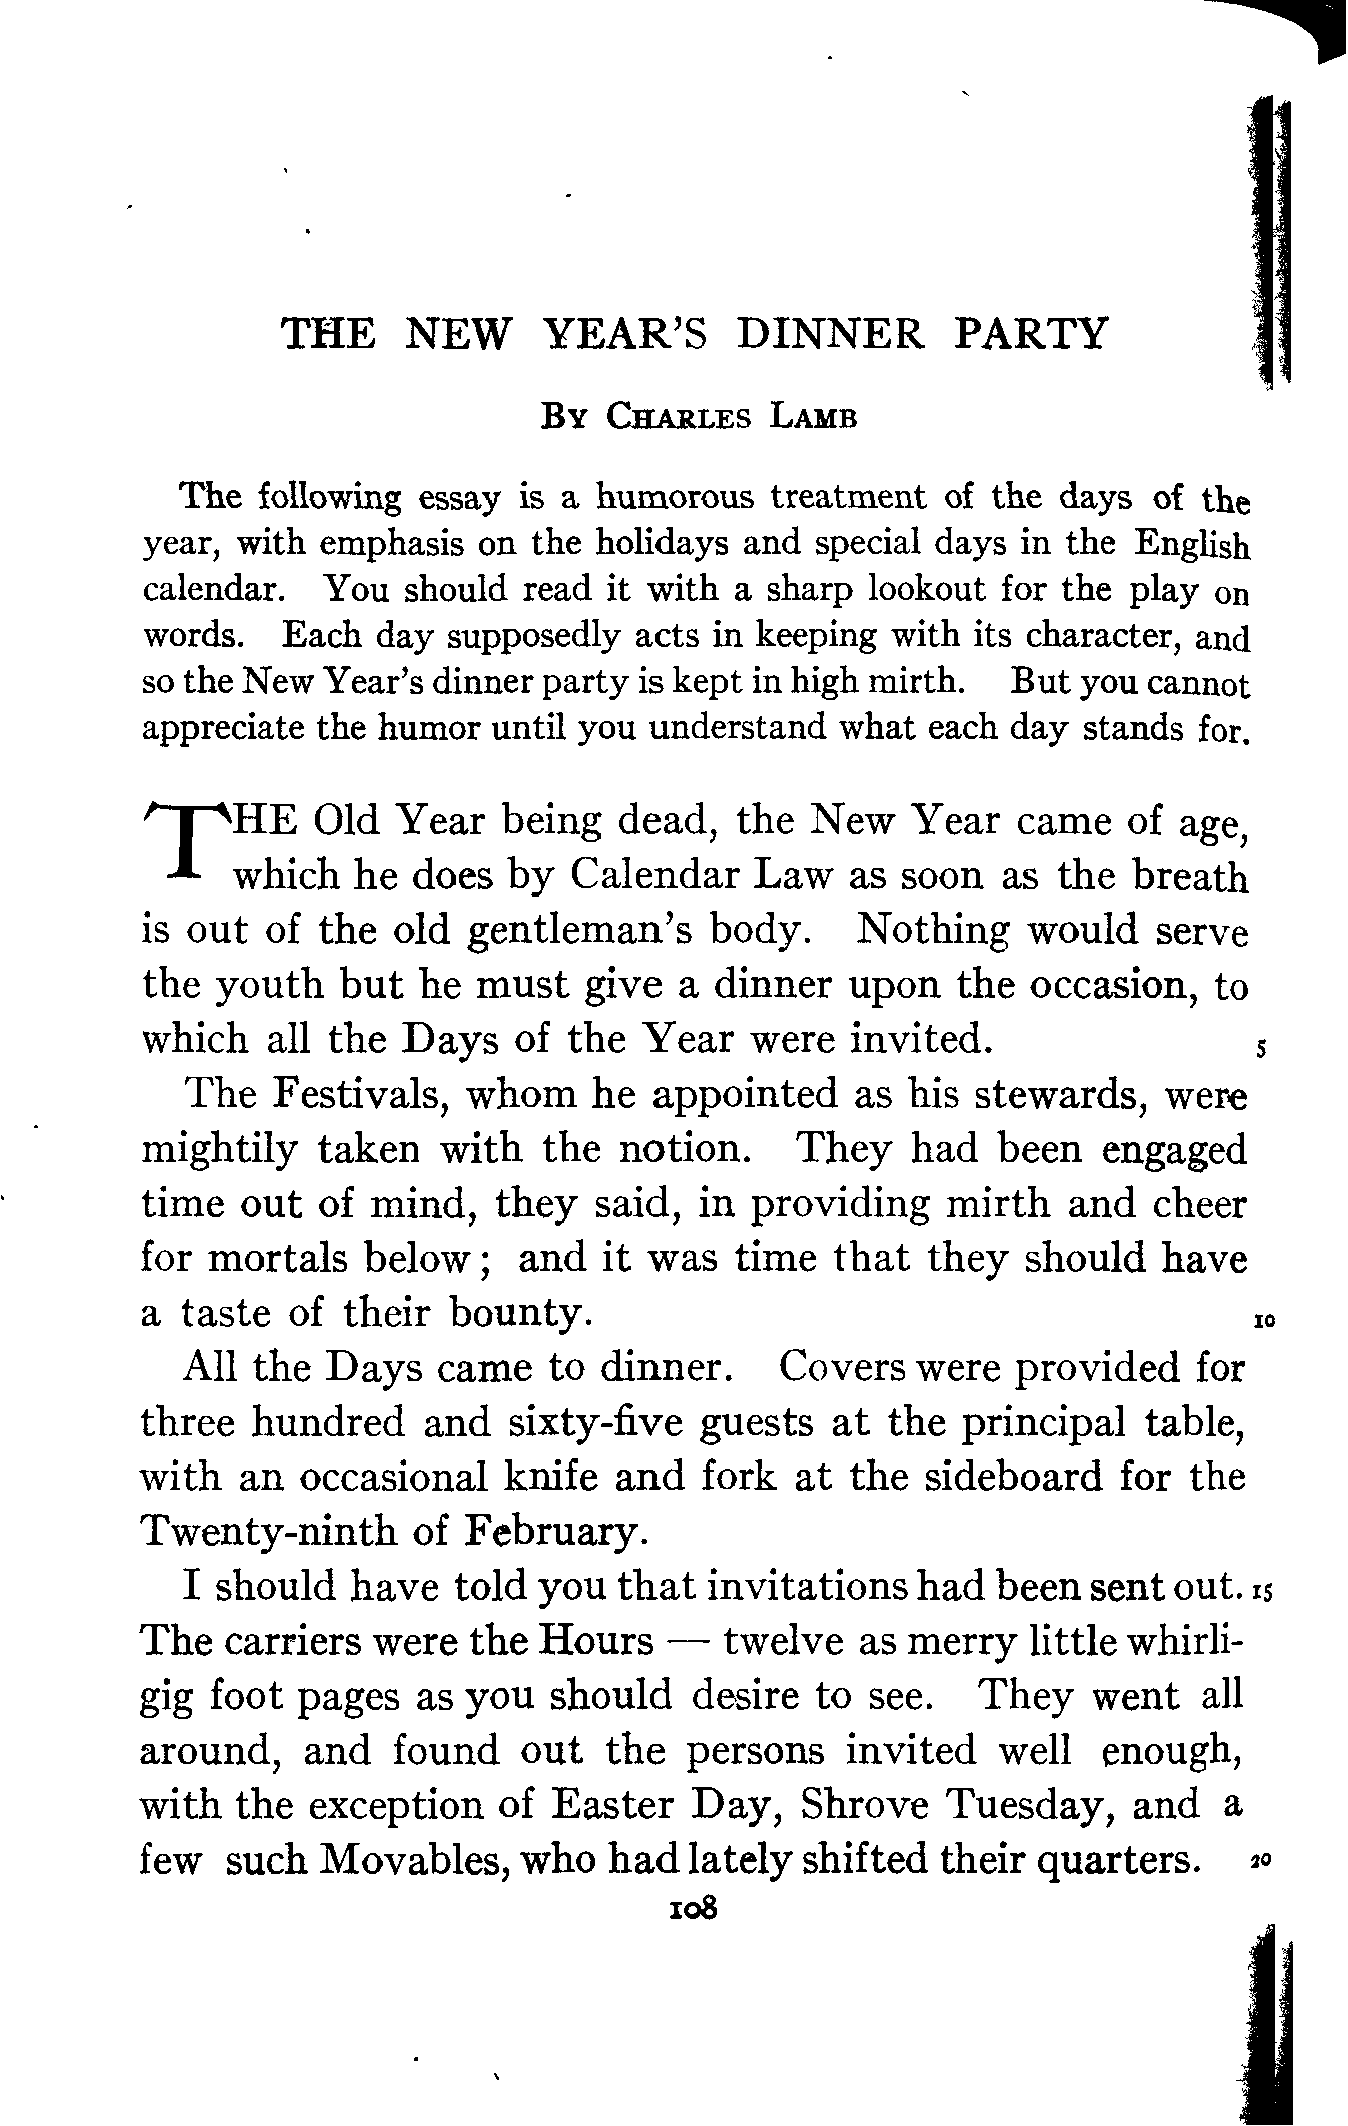 THE NEW YEAR'S DINNER PARTY
By Charles Lamb
The following essay is a humorous treatment of the days of the
year, with emphasis on the holidays and special days in the English
calendar. You should read it with a sharp lookout for the play on
words. Each day supposedly acts in keeping with its character, and
so the New Year's dinner party is kept in high mirth. But you cannot
appreciate the humor until you understand what each day stands for.
THE Old Year being dead, the New Year came of age,
which he does by Calendar Law as soon as the breath
is out of the old gentleman's body. Nothing would serve
the youth but he must give a dinner upon the occasion, to
which all the Days of the Year were invited. 5
The Festivals, whom he appointed as his stewards, were
mightily taken with the notion. They had been engaged
time out of mind, they said, in providing mirth and cheer
for mortals below; and it was time that they should have
a taste of their bounty. 10
All the Days came to dinner. Covers were provided for
three hundred and sixty-five guests at the principal table,
with an occasional knife and fork at the sideboard for the
Twenty-ninth of February.
I should have told you that invitations had been sent out. 15
The carriers were the Hours — twelve as merry little whirli-
gig foot pages as you should desire to see. They went all
around, and found out the persons invited well enough,
with the exception of Easter Day, Shrove Tuesday, and a
few such Movables, who had lately shifted their quarters. 20
108